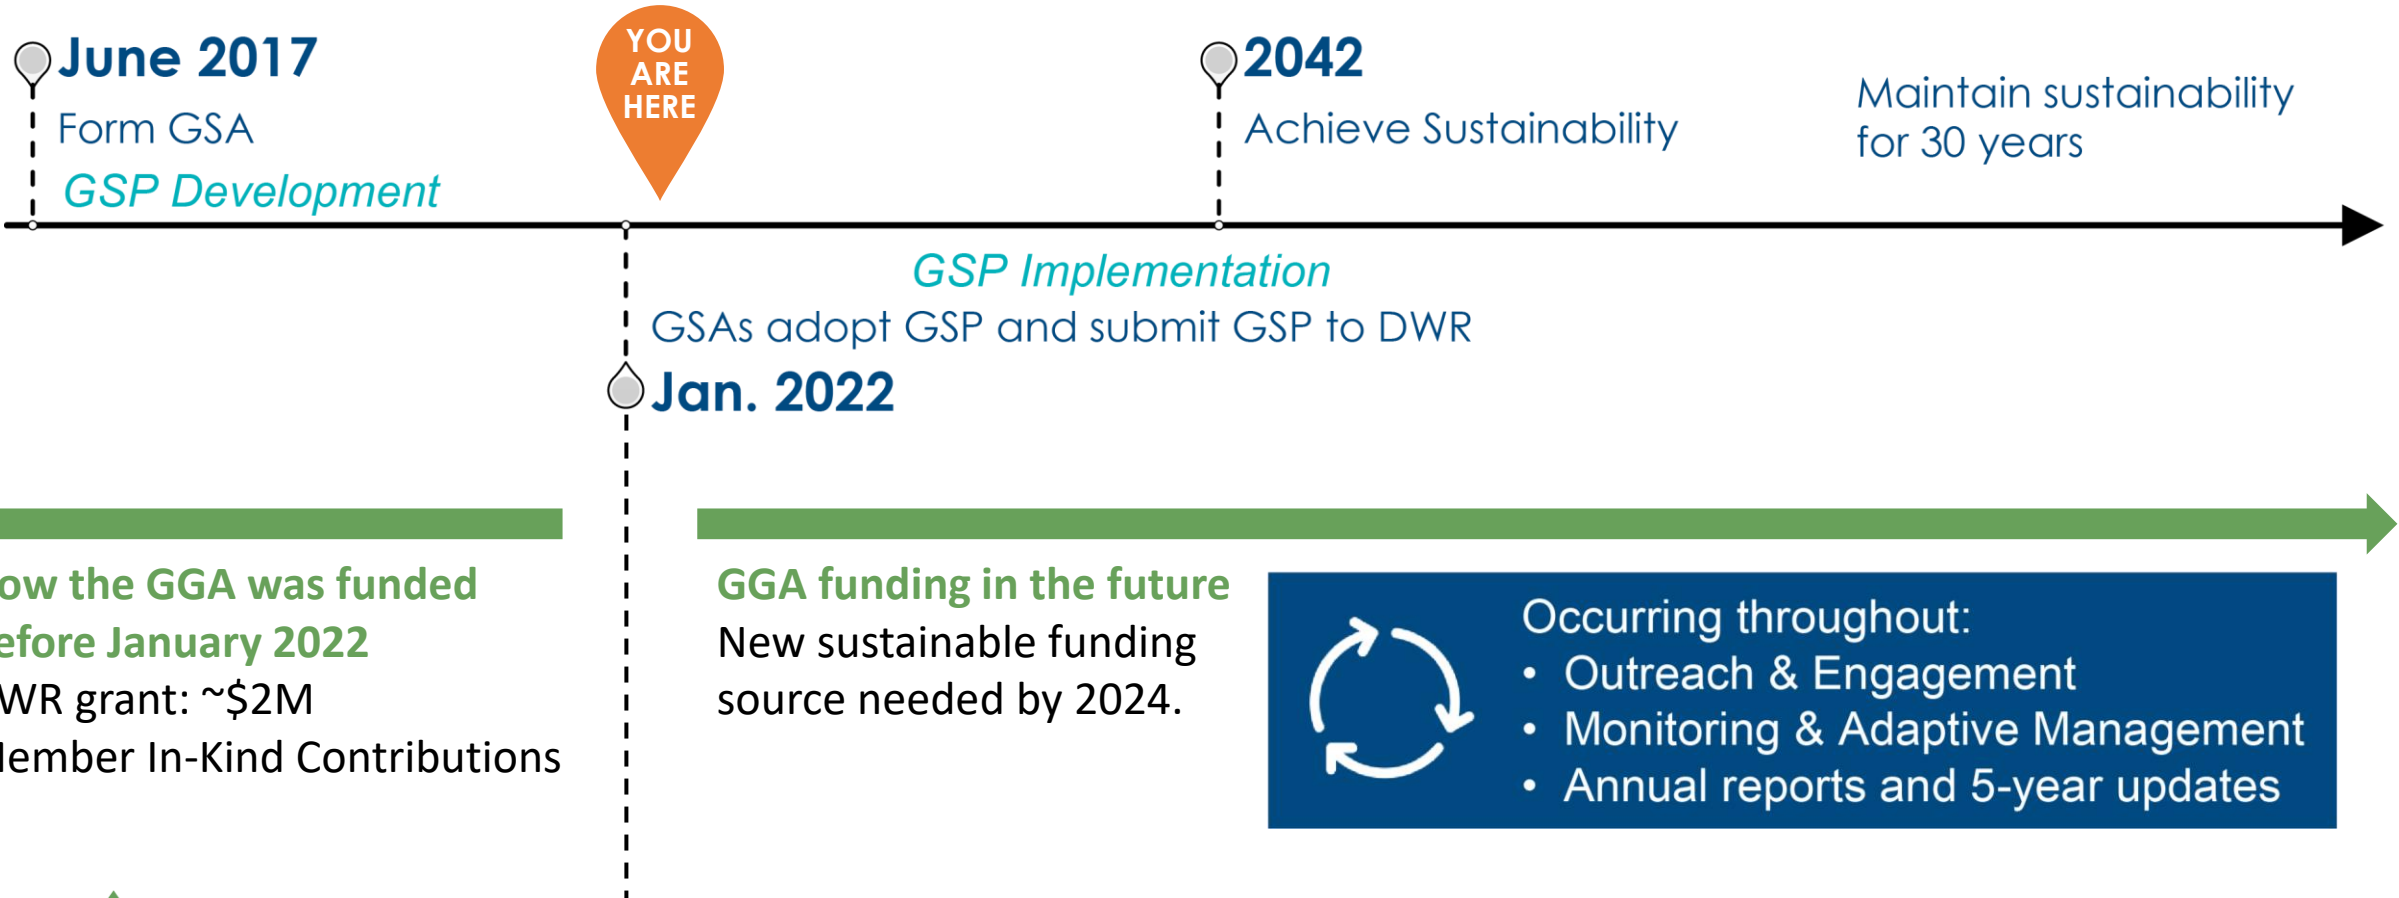 June 2017
Form GSA
GSP Development
YOU
ARE
HERE
2042
Achieve Sustainability
Maintain sustainability
for 30 years
GSP Implementation
GSAs adopt GSP and submit GSP to DWR
Jan. 2022
ow the GGA was funded
efore January 2022
WR grant: ~$2M
ember In-Kind Contributions
GGA funding in the future
New sustainable funding
source needed by 2024.
Occurring throughout:
• Outreach & Engagement
• Monitoring & Adaptive Management
• Annual reports and 5-year updates